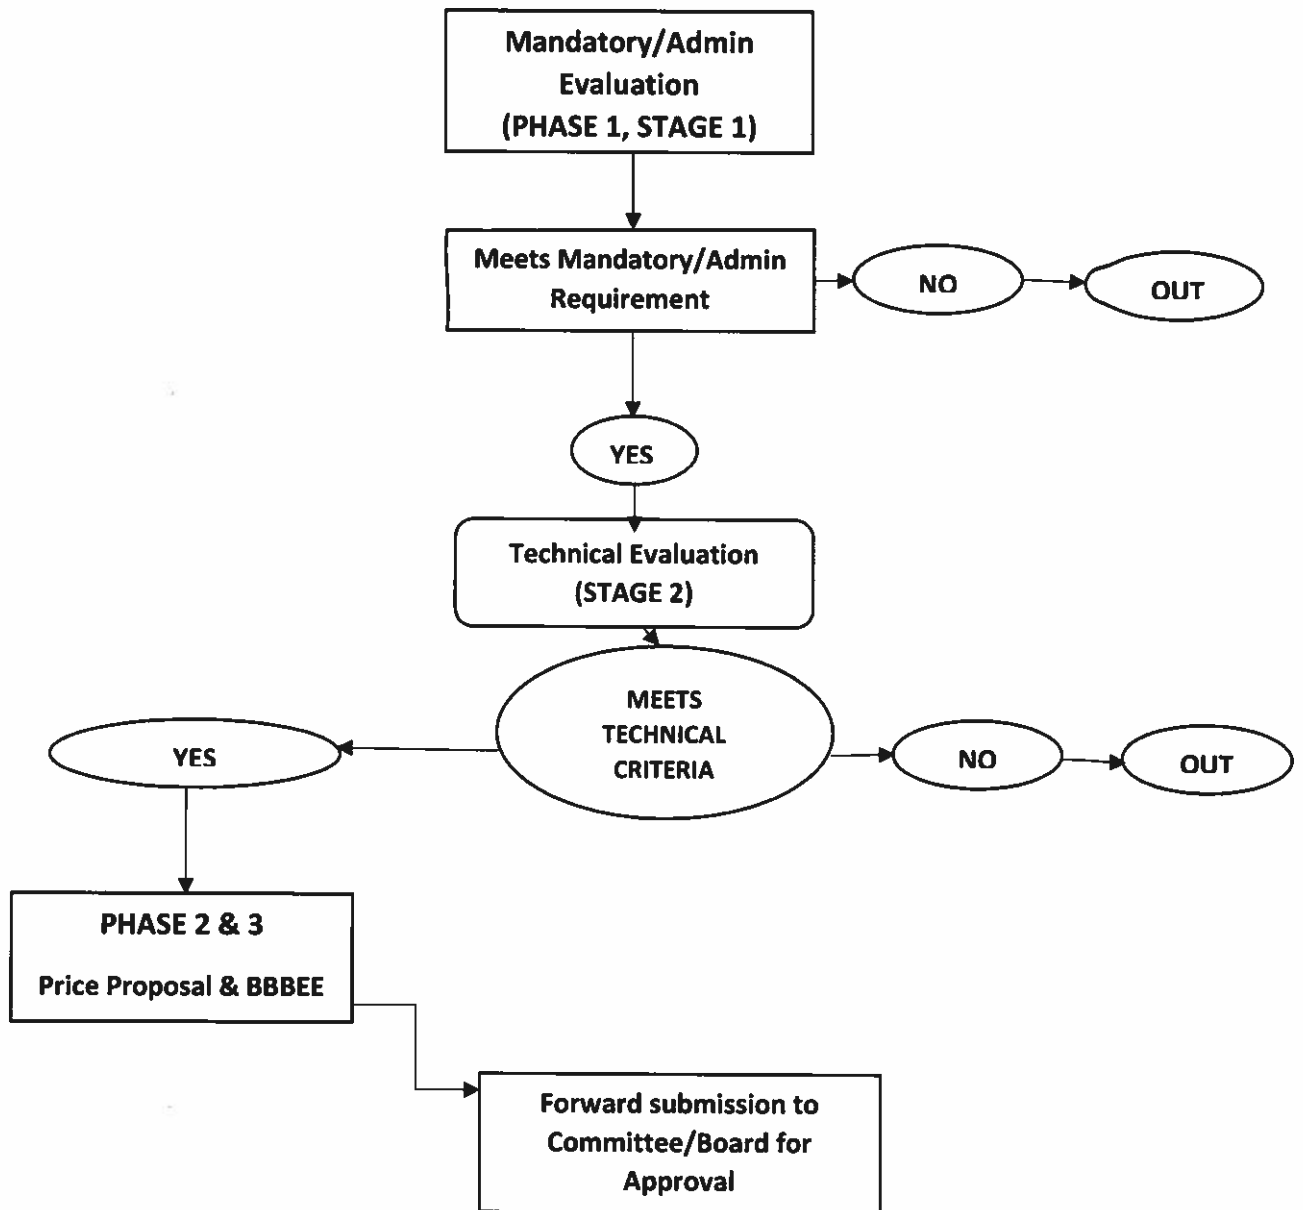 Mandatory/Admin
Evaluation
(PHASE 1, STAGE 1)
Meets Mandatory/Admin
Requirement
NO
OUT
YES
Technical Evaluation
(STAGE 2)
MEETS
TECHNICAL
CRITERIA
YES
NO
OUT
PHASE 2 & 3
Price Proposal & BBBEE
Forward submission to
Committee/Board for
Approval